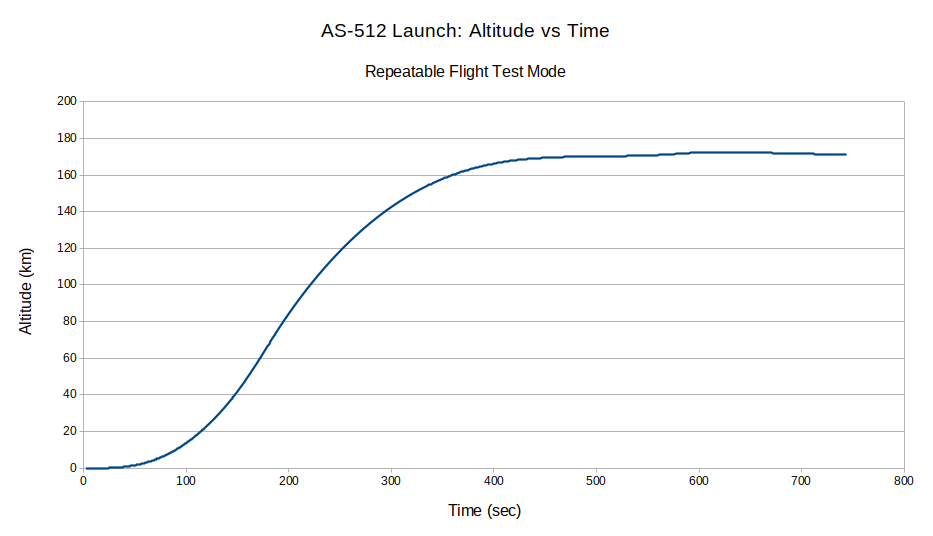 AS-512 Launch: Altitude vs Time
Repeatable Flight Test Mode
200
180
160
140
120
100
80
60
40
20
0
Altitude (km)
0 100 200 300 400 500 600 700 800
Time (sec)